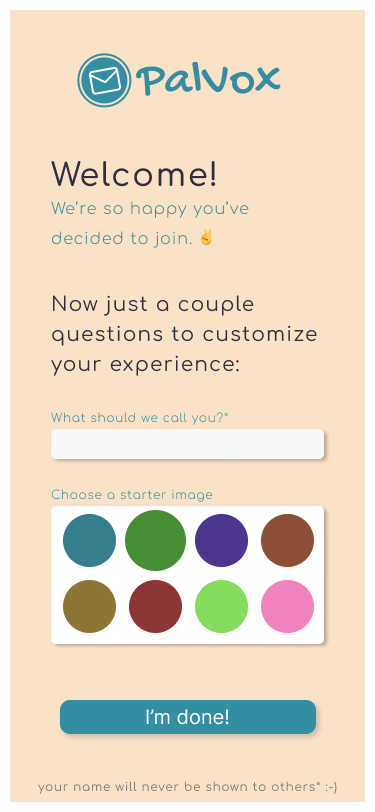 PalVox
Welcome!
We're so happy you've
decided to join. ✌
Now just a couple
questions to customize
your experience:
What should we call you?*
Choose a starter image
I'm done!
your name will never be shown to others* :-)